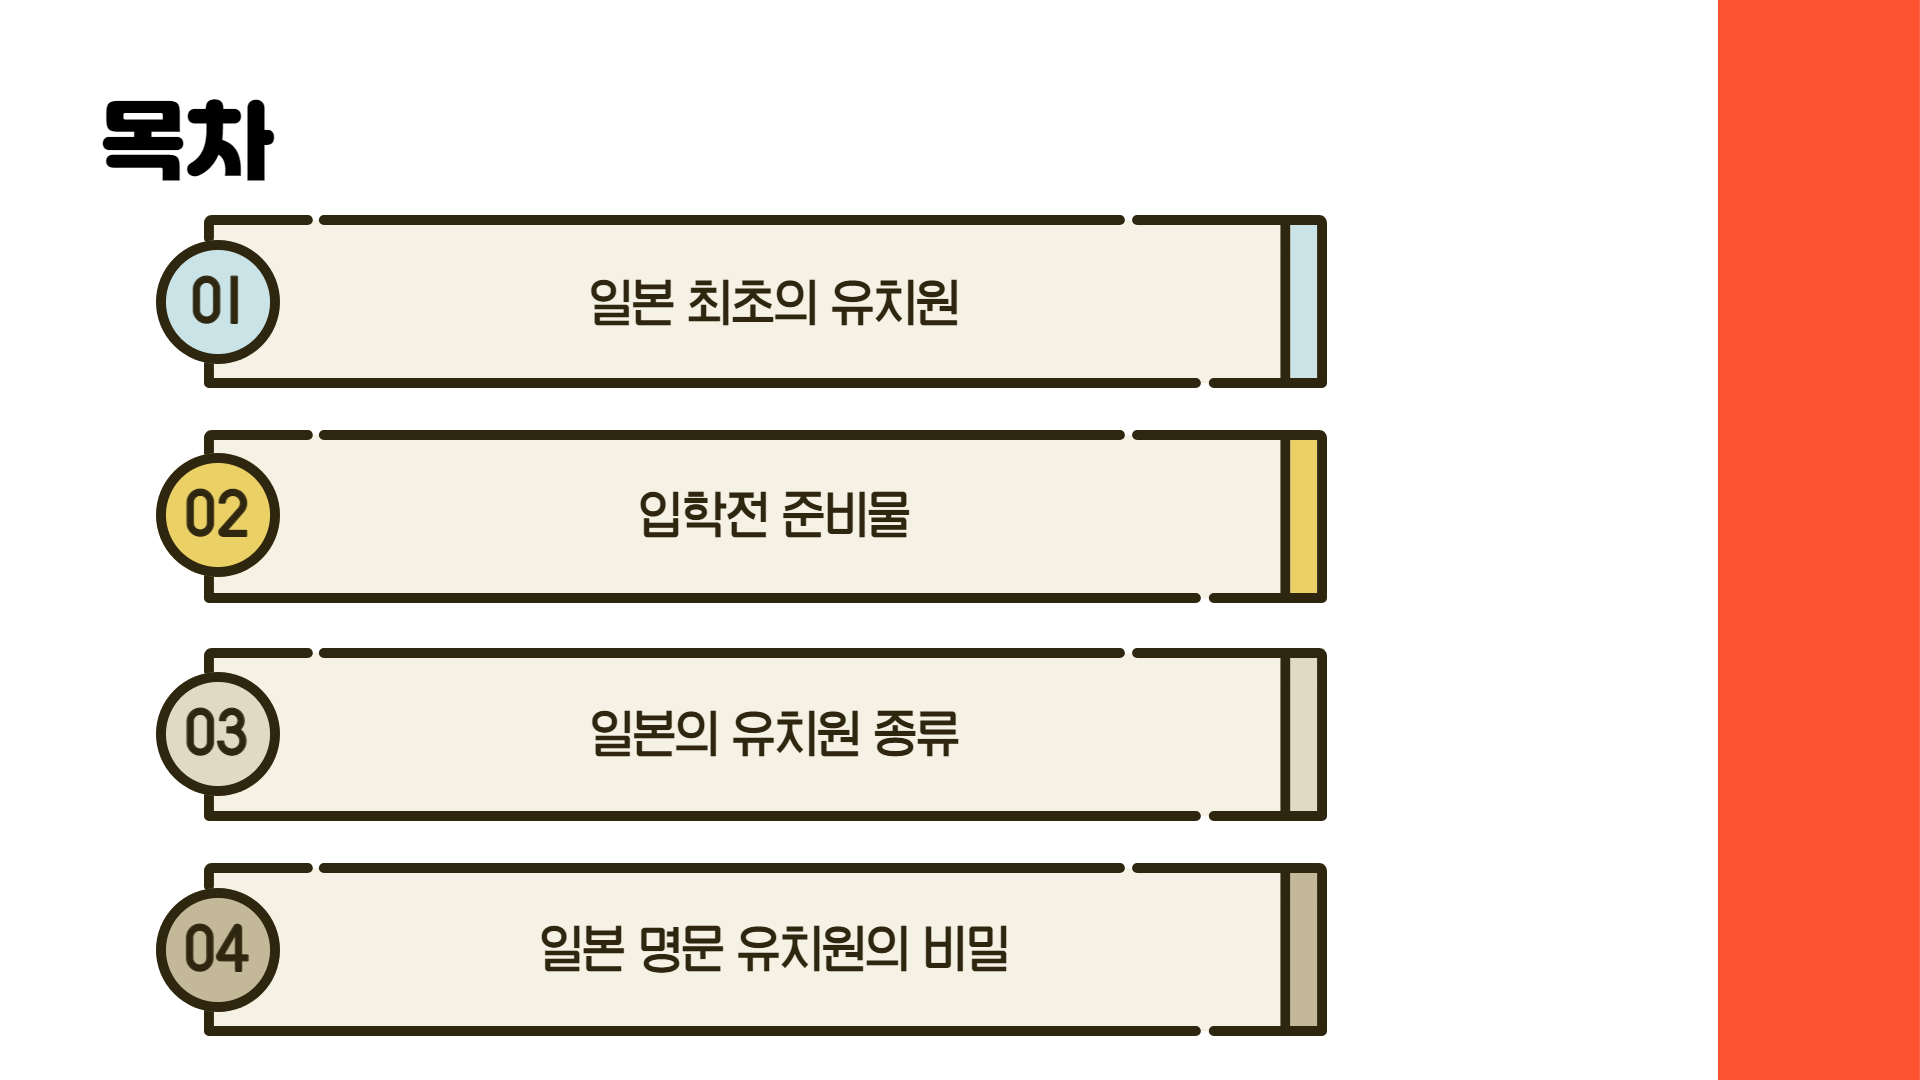 목차
01
일본 최초의 유치원
02
입학전 준비물
03
일본의 유치원 종류
04
일본 명문 유치원의 비밀